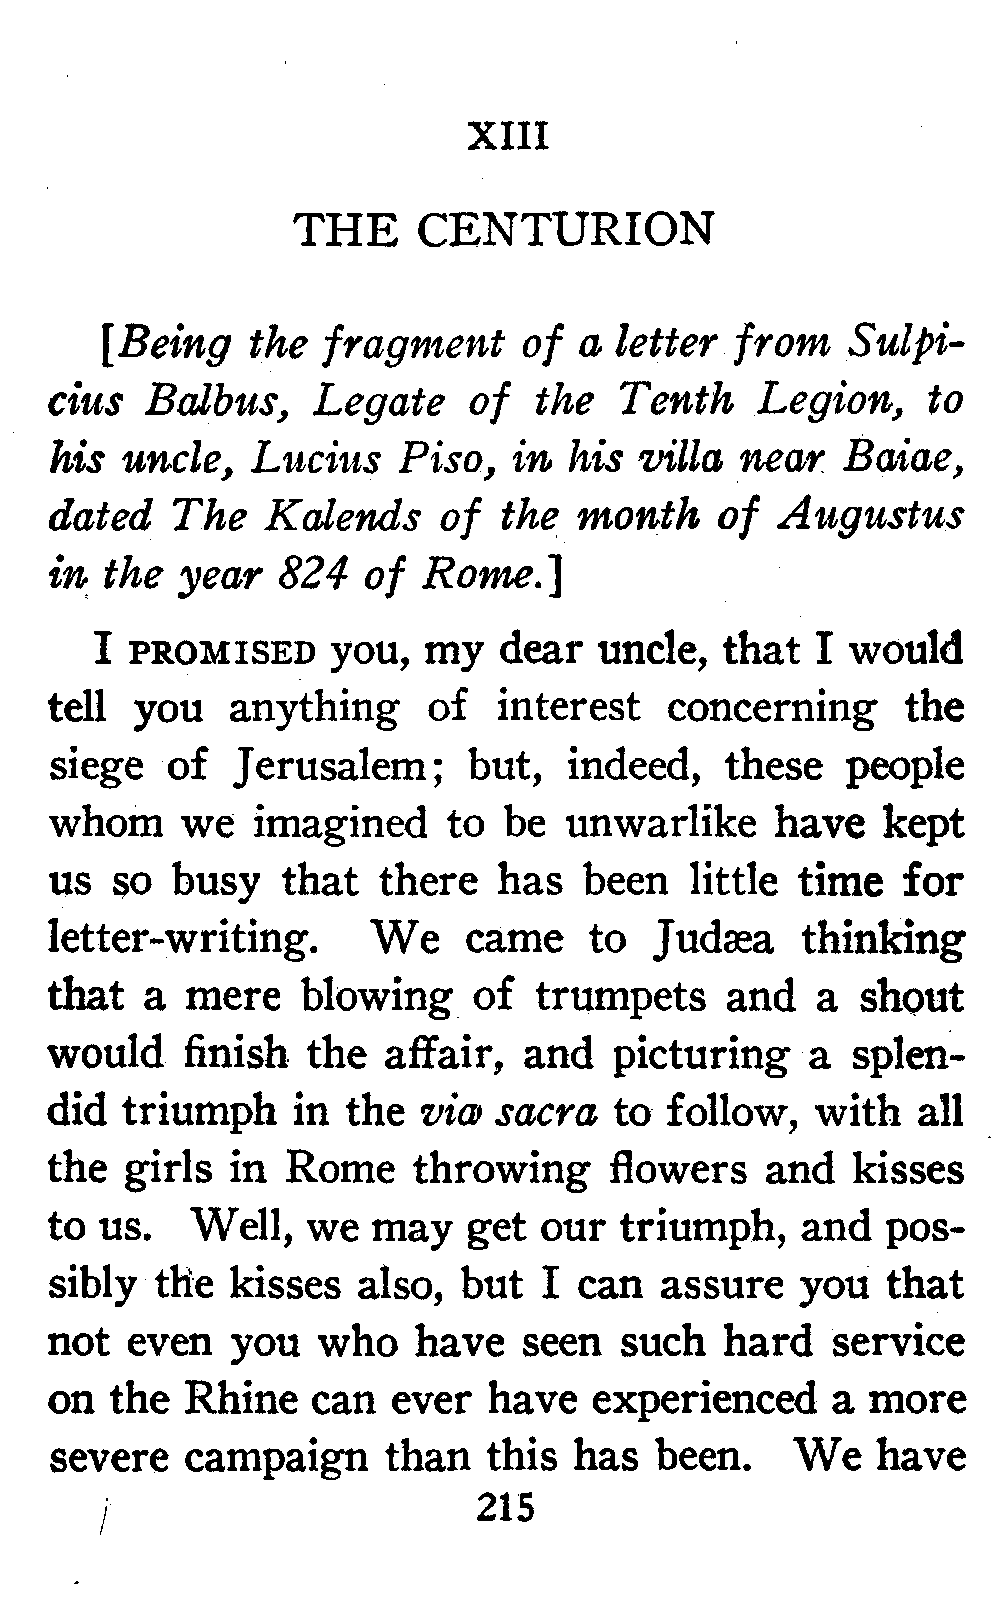 XIII
THE CENTURION
[Being the fragment of a letter from Sulpi-
cius Balbus, Legate of the Tenth Legion, to
his uncle, Lucius Piso, in his villa near Baiae,
dated The Kalends of the month of Augustus
in the year 824 of Rome.]
I PROMISED you, my dear uncle, that I would
tell you anything of interest concerning the
siege of Jerusalem; but, indeed, these people
whom we imagined to be unwarlike have kept
us so busy that there has been little time for
letter-writing. We came to Judæa thinking
that a mere blowing of trumpets and a shout
would finish the affair, and picturing a splen-
did triumph in the via sacra to follow, with all
the girls in Rome throwing flowers and kisses
to us. Well, we may get our triumph, and pos-
sibly the kisses also, but I can assure you that
not even you who have seen such hard service
on the Rhine can ever have experienced a more
severe campaign than this has been. We have
215